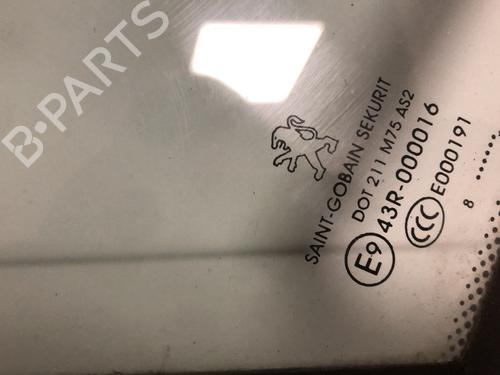 B-PARTS
SAINT-GOBAIN SEKURIT
DOT 211 M75 AS2
E9 43R-000016
CCC E000191
8